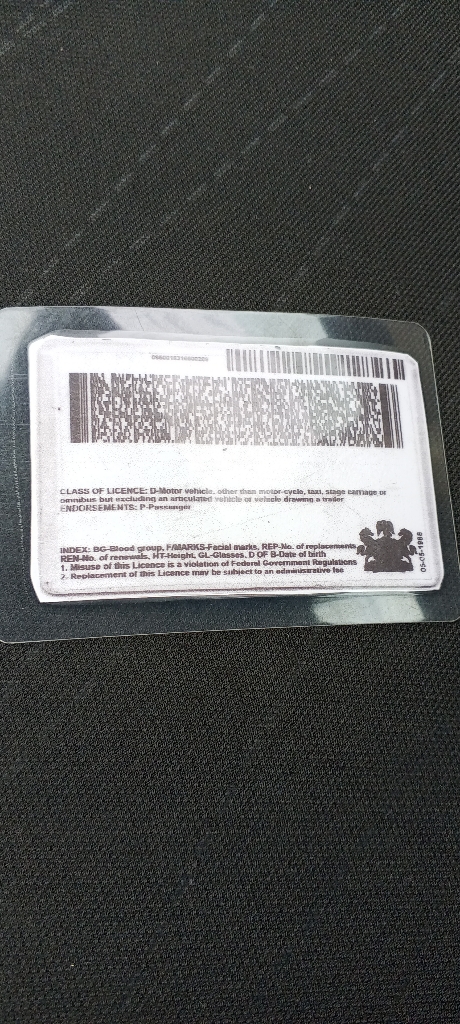 CLASS OF LICENCE: D-Motor vehicle, other than motor-cycle, taxi, stage carriage or
omnibus but excluding an articulated vehicle or vehicle drawing a trailer
ENDORSEMENTS: P-Passenger
INDEX: BG-Blood group, F/MARKS-Facial marks, REP-No. of replacements
REN-No. of renewals, HT-Height, GL-Glasses, D OF B-Date of birth
1. Misuse of this Licence is a violation of Federal Government Regulations
2. Replacement of this Licence may be subject to an administrative fee